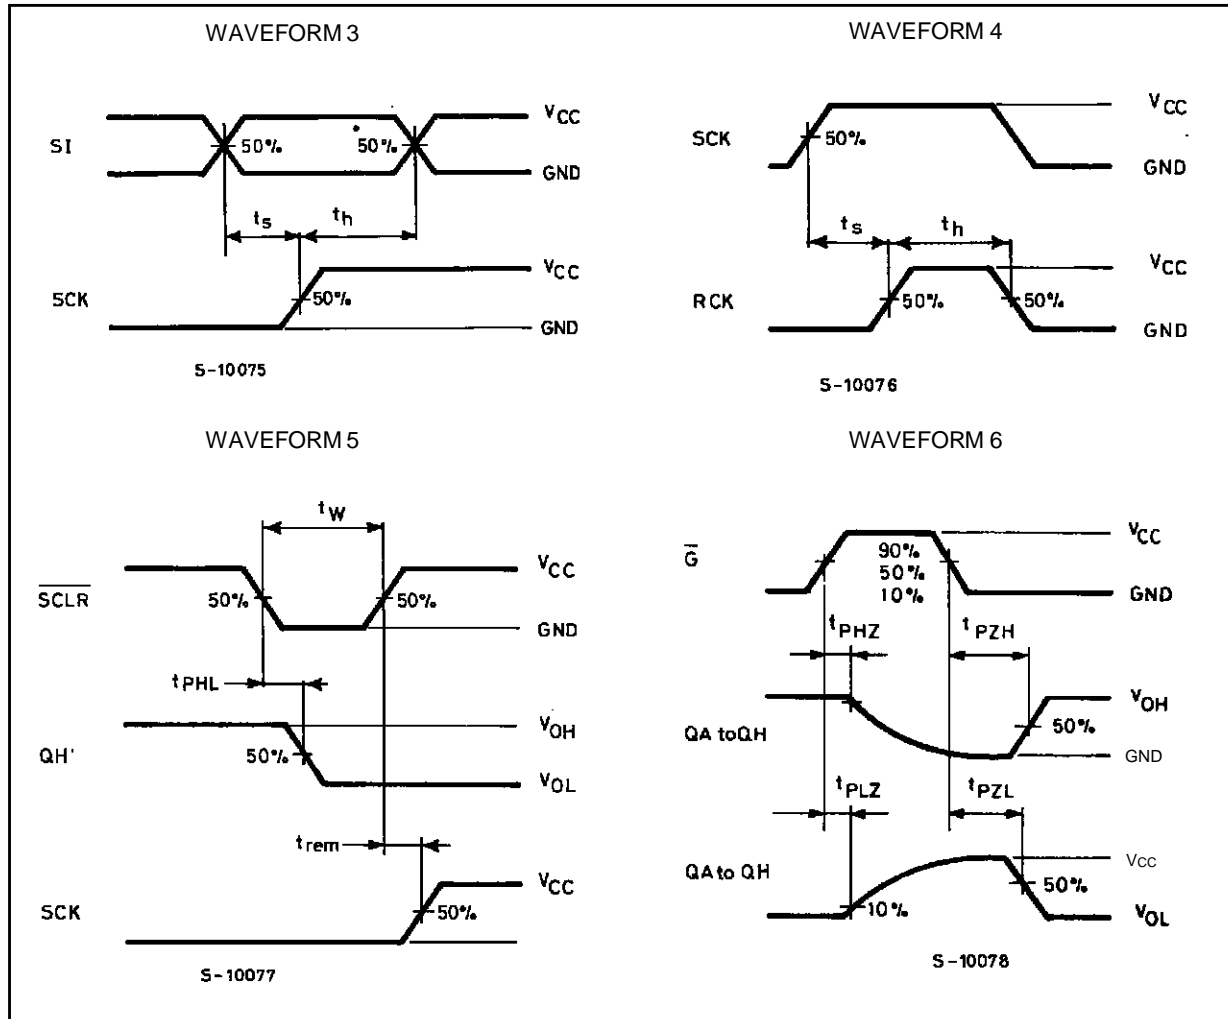 WAVEFORM 3
SI
50%
50%
VCC
GND
ts
th
SCK
50%
VCC
GND
S-10075
WAVEFORM 4
SCK
50%
VCC
GND
ts
th
RCK
50%
50%
VCC
GND
S-10076
WAVEFORM 5
tW
SCLR
50%
50%
VCC
GND
tPHL
QH'
50%
VOH
VOL
trem
SCK
50%
VCC
S-10077
WAVEFORM 6
G
90%
50%
10%
VCC
GND
tPHZ
tPZH
QA to QH
50%
VOH
GND
tPLZ
tPZL
QA to QH
10%
50%
VCC
VOL
S-10078